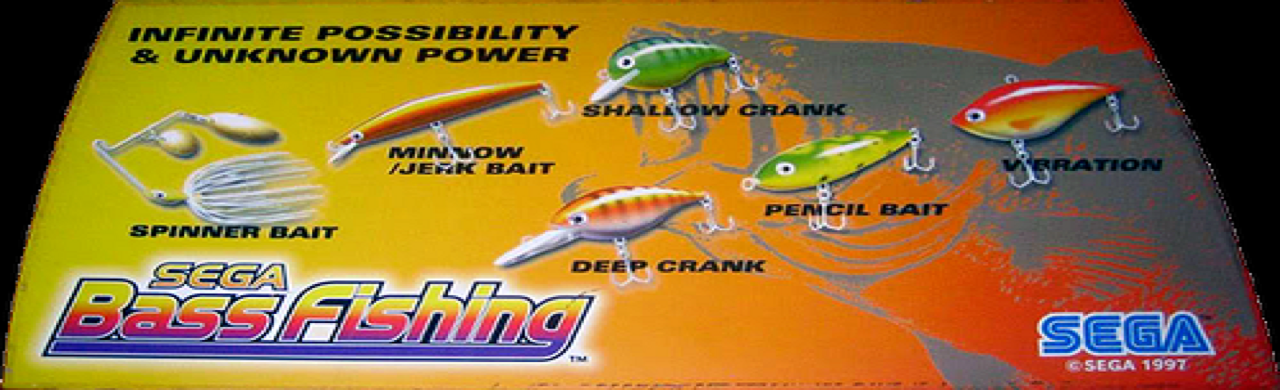 INFINITE POSSIBILITY
& UNKNOWN POWER
SHALLOW CRANK
MINNOW
/JERK BAIT
VIBRATION
PENCIL BAIT
SPINNER BAIT
DEEP CRANK
SEGA
Bass Fishing
TM
SEGA
©SEGA 1997